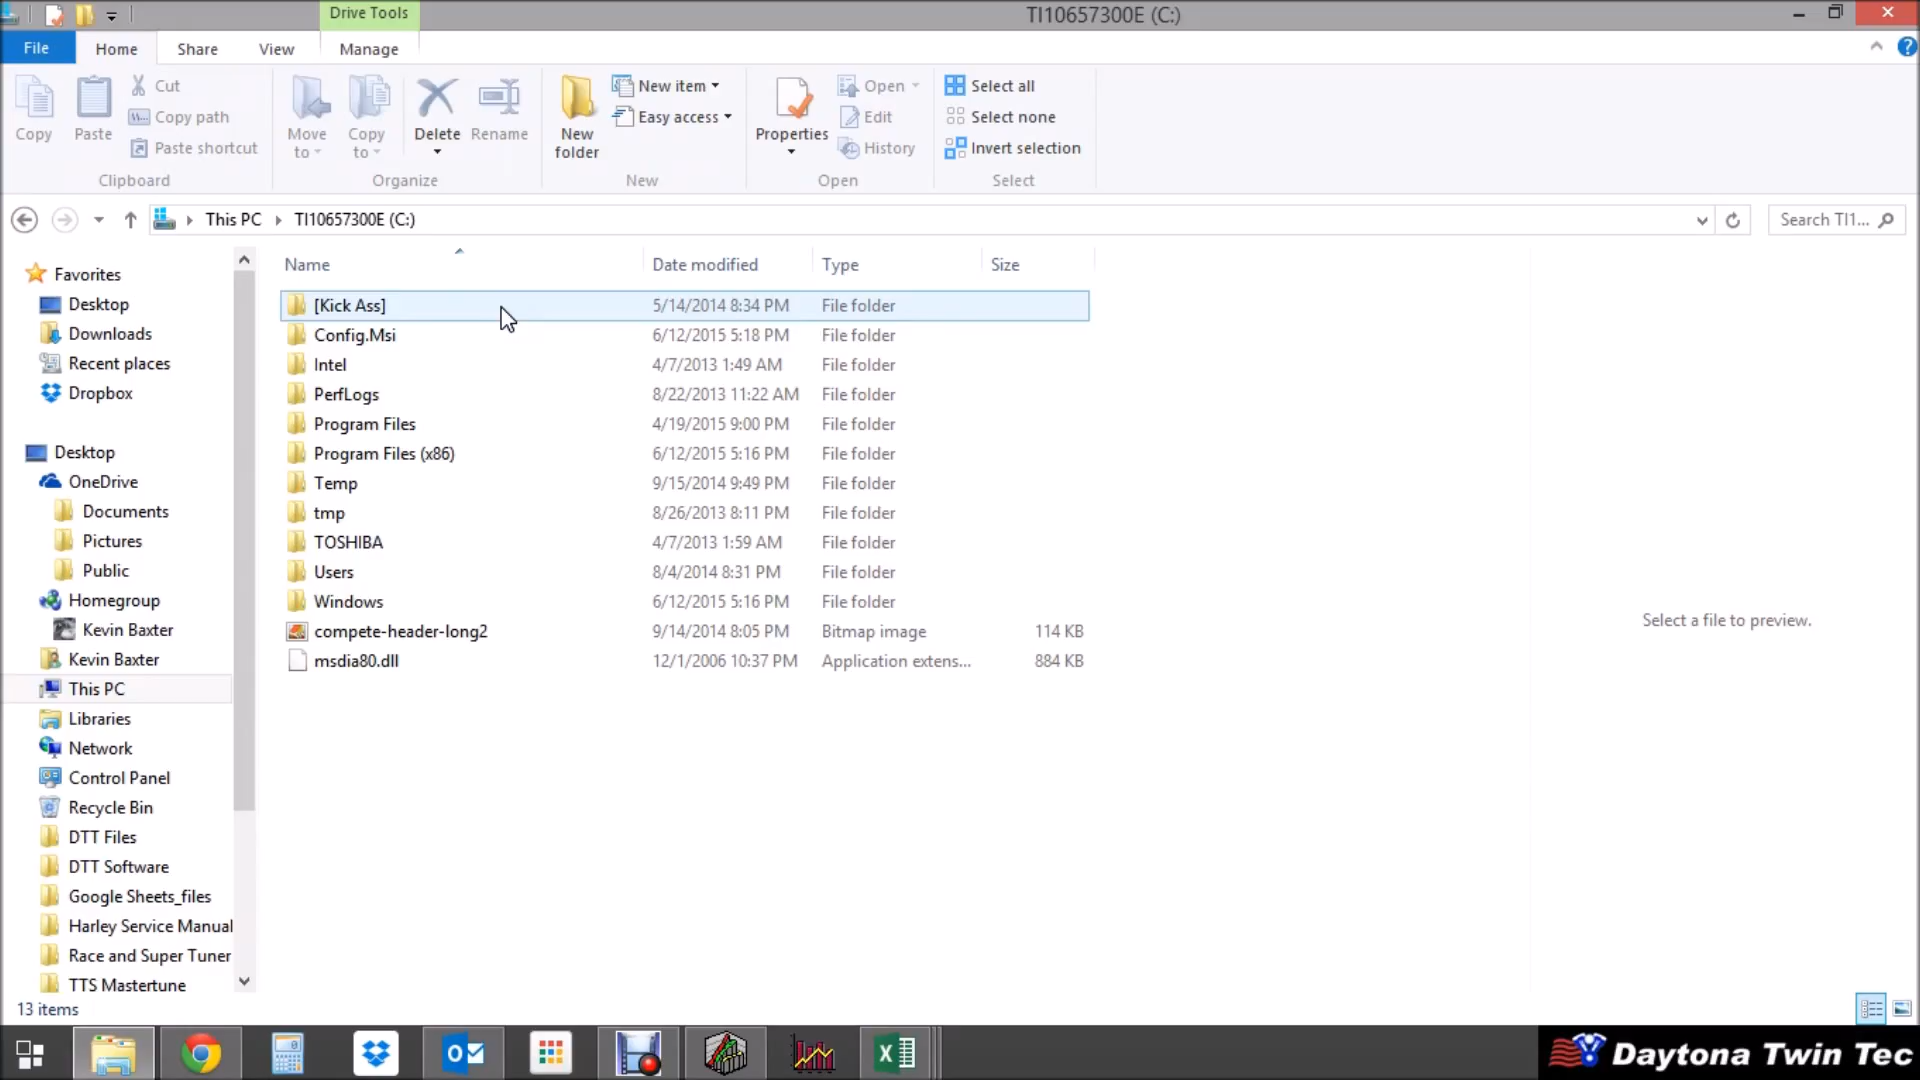 Drive Tools
TI10657300E (C:)
File
Home
Share
View
Manage
Copy
Paste
Cut
Copy path
Paste shortcut
Clipboard
Move to
Copy to
Delete
Rename
Organize
New folder
New item
Easy access
New
Properties
Open
Edit
History
Open
Select all
Select none
Invert selection
Select
This PC
TI10657300E (C:)
Search TI1...
Favorites
Desktop
Downloads
Recent places
Dropbox
Desktop
OneDrive
Documents
Pictures
Public
Homegroup
Kevin Baxter
Kevin Baxter
This PC
Libraries
Network
Control Panel
Recycle Bin
DTT Files
DTT Software
Google Sheets_files
Harley Service Manual
Race and Super Tuner
TTS Mastertune
Name Date modified Type Size
[Kick Ass] 5/14/2014 8:34 PM File folder
Config.Msi 6/12/2015 5:18 PM File folder
Intel 4/7/2013 1:49 AM File folder
PerfLogs 8/22/2013 11:22 AM File folder
Program Files 4/19/2015 9:00 PM File folder
Program Files (x86) 6/12/2015 5:16 PM File folder
Temp 9/15/2014 9:49 PM File folder
tmp 8/26/2013 8:11 PM File folder
TOSHIBA 4/7/2013 1:59 AM File folder
Users 8/4/2014 8:31 PM File folder
Windows 6/12/2015 5:16 PM File folder
compete-header-long2 9/14/2014 8:05 PM Bitmap image 114 KB
msdia80.dll 12/1/2006 10:37 PM Application extens... 884 KB
Select a file to preview.
13 items
Daytona Twin Tec